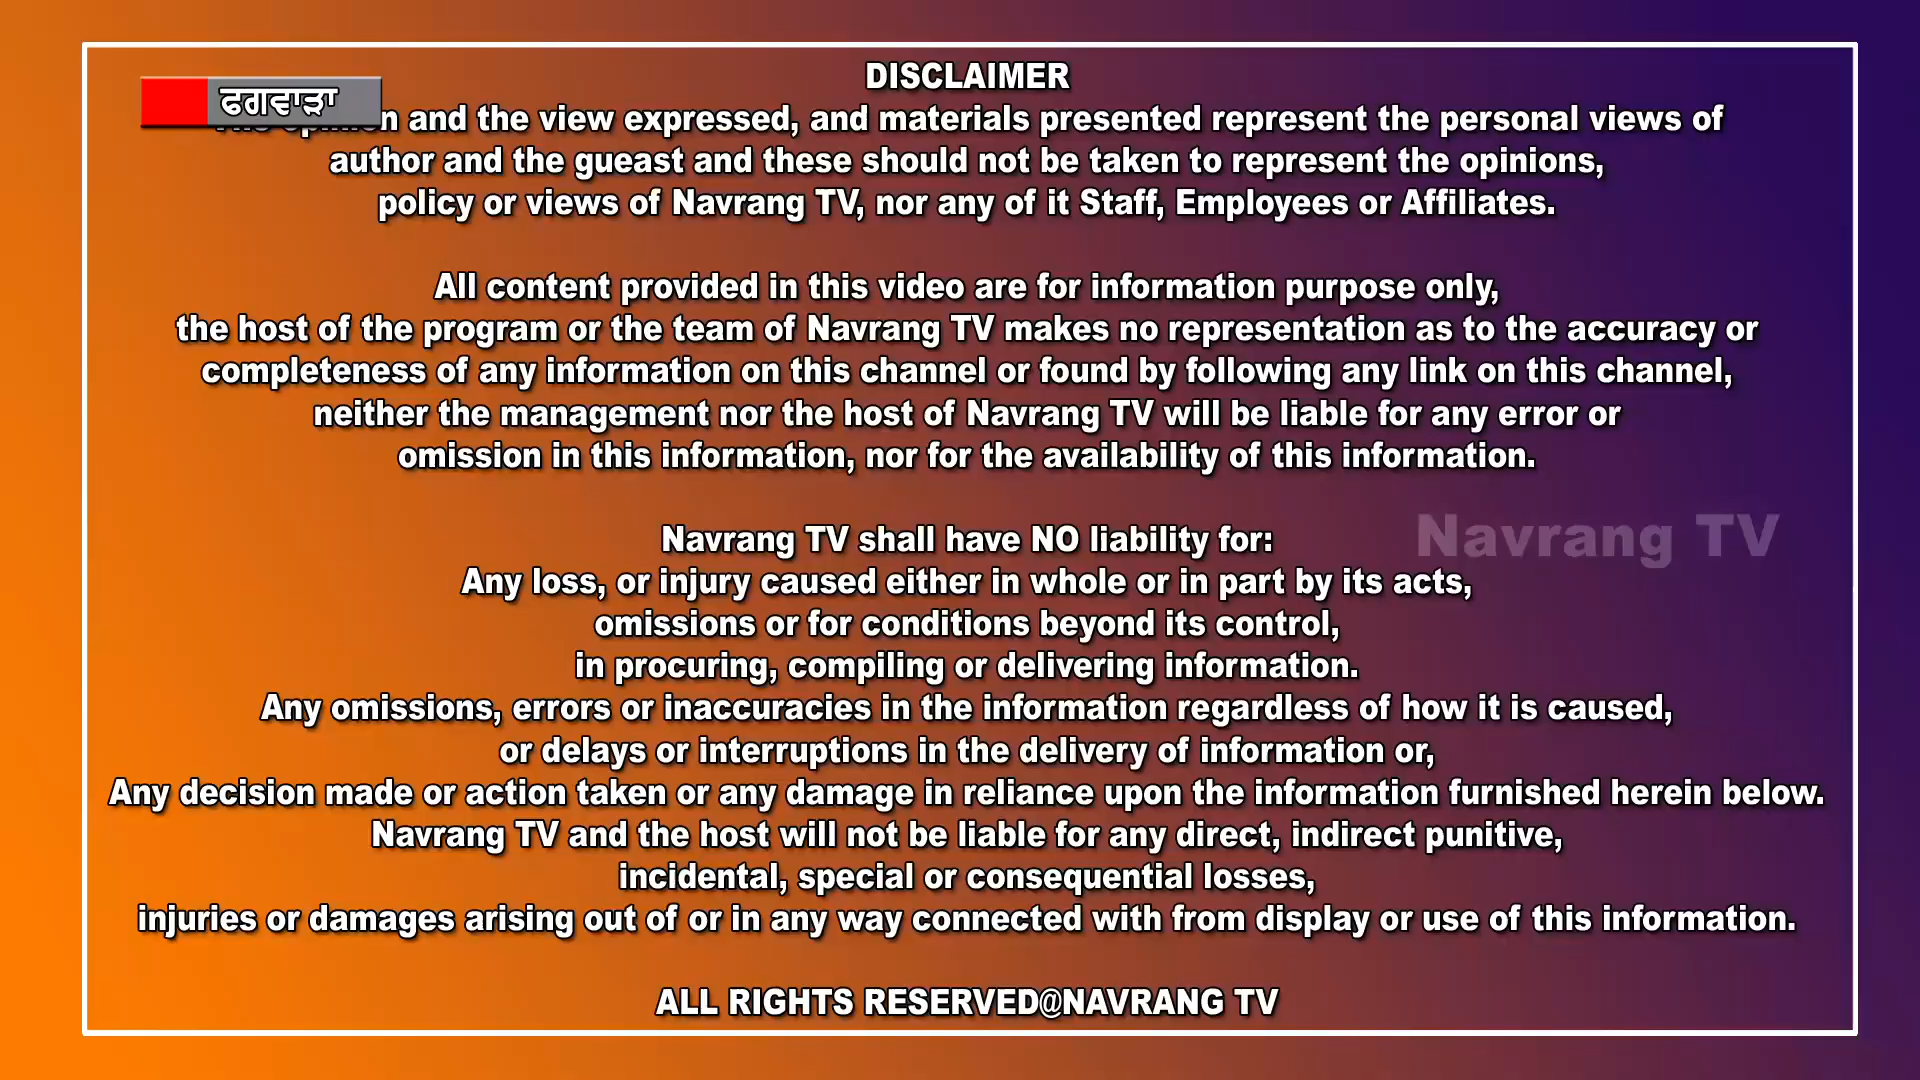 DISCLAIMER
ਫਗਵਾੜਾ
and the view expressed, and materials presented represent the personal views of
author and the gueast and these should not be taken to represent the opinions,
policy or views of Navrang TV, nor any of it Staff, Employees or Affiliates.
All content provided in this video are for information purpose only,
the host of the program or the team of Navrang TV makes no representation as to the accuracy or
completeness of any information on this channel or found by following any link on this channel,
neither the management nor the host of Navrang TV will be liable for any error or
omission in this information, nor for the availability of this information.
Navrang TV shall have NO liability for:
Navrang TV
Any loss, or injury caused either in whole or in part by its acts,
omissions or for conditions beyond its control,
in procuring, compiling or delivering information.
Any omissions, errors or inaccuracies in the information regardless of how it is caused,
or delays or interruptions in the delivery of information or,
Any decision made or action taken or any damage in reliance upon the information furnished herein below.
Navrang TV and the host will not be liable for any direct, indirect punitive,
incidental, special or consequential losses,
injuries or damages arising out of or in any way connected with from display or use of this information.
ALL RIGHTS RESERVED@NAVRANG TV